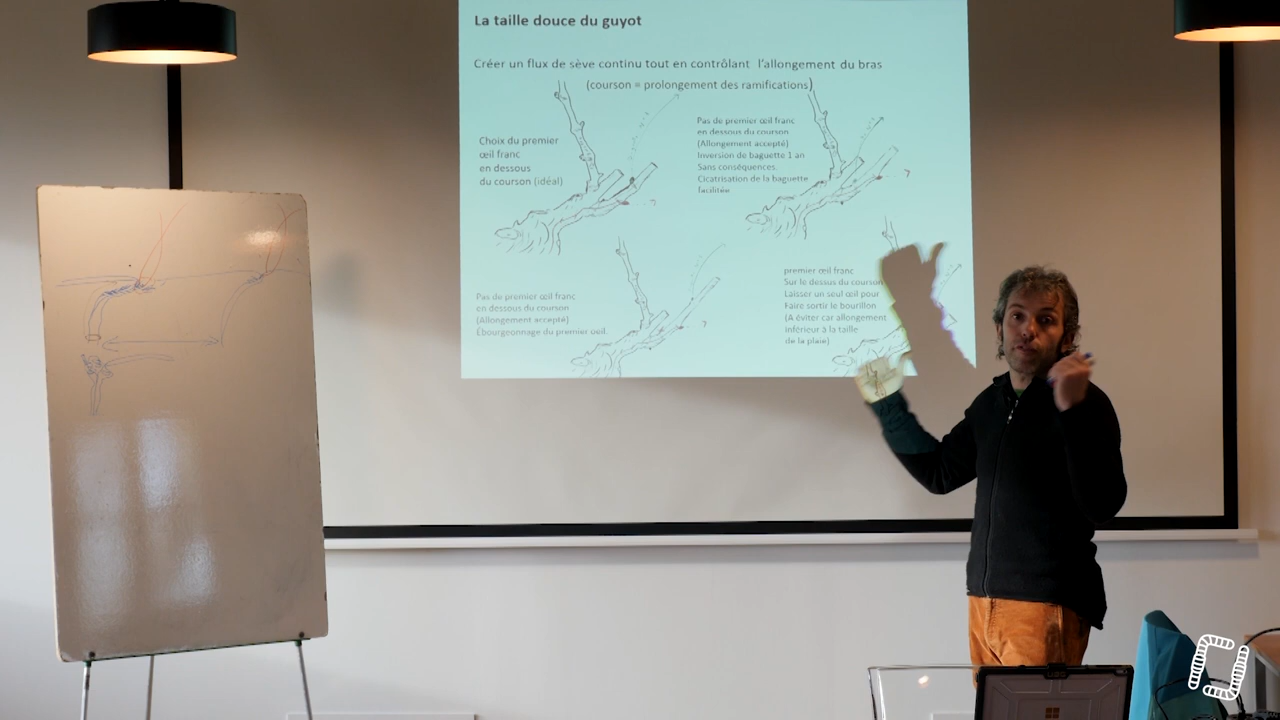 La taille douce du guyot
Créer un flux de sève continu tout en contrôlant l'allongement du bras
(courson = prolongement des ramifications)
Choix du premier
œil franc
en dessous
du courson (idéal)
Pas de premier œil franc
en dessous du courson
(Allongement accepté)
Inversion de baguette 1 an
Sans conséquences.
Cicatrisation de la baguette
facilitée
Pas de premier œil franc
en dessous du courson
(Allongement accepté)
Ébourgeonnage du premier oeil.
premier œil franc
Sur le dessus du courson
Laisser un seul œil pour
Faire sortir le bourillon
(A éviter car allongement
inférieur à la taille
de la plaie)